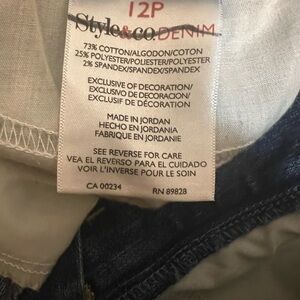 12P
Style&co.DENIM
73% COTTON/ALGODON/COTON
25% POLYESTER/POLIESTER/POLYESTER
2% SPANDEX/SPANDEX/SPANDEX
EXCLUSIVE OF DECORATION/
EXCLUSIVO DE DECORACION/
EXCLUSIF DE DÉCORATION
MADE IN JORDAN
HECHO EN JORDANIA
FABRIQUE EN JORDANIE
SEE REVERSE FOR CARE
VEA EL REVERSO PARA EL CUIDADO
VOIR L'INVERSE POUR LE SOIN
CA 00234 RN 89828